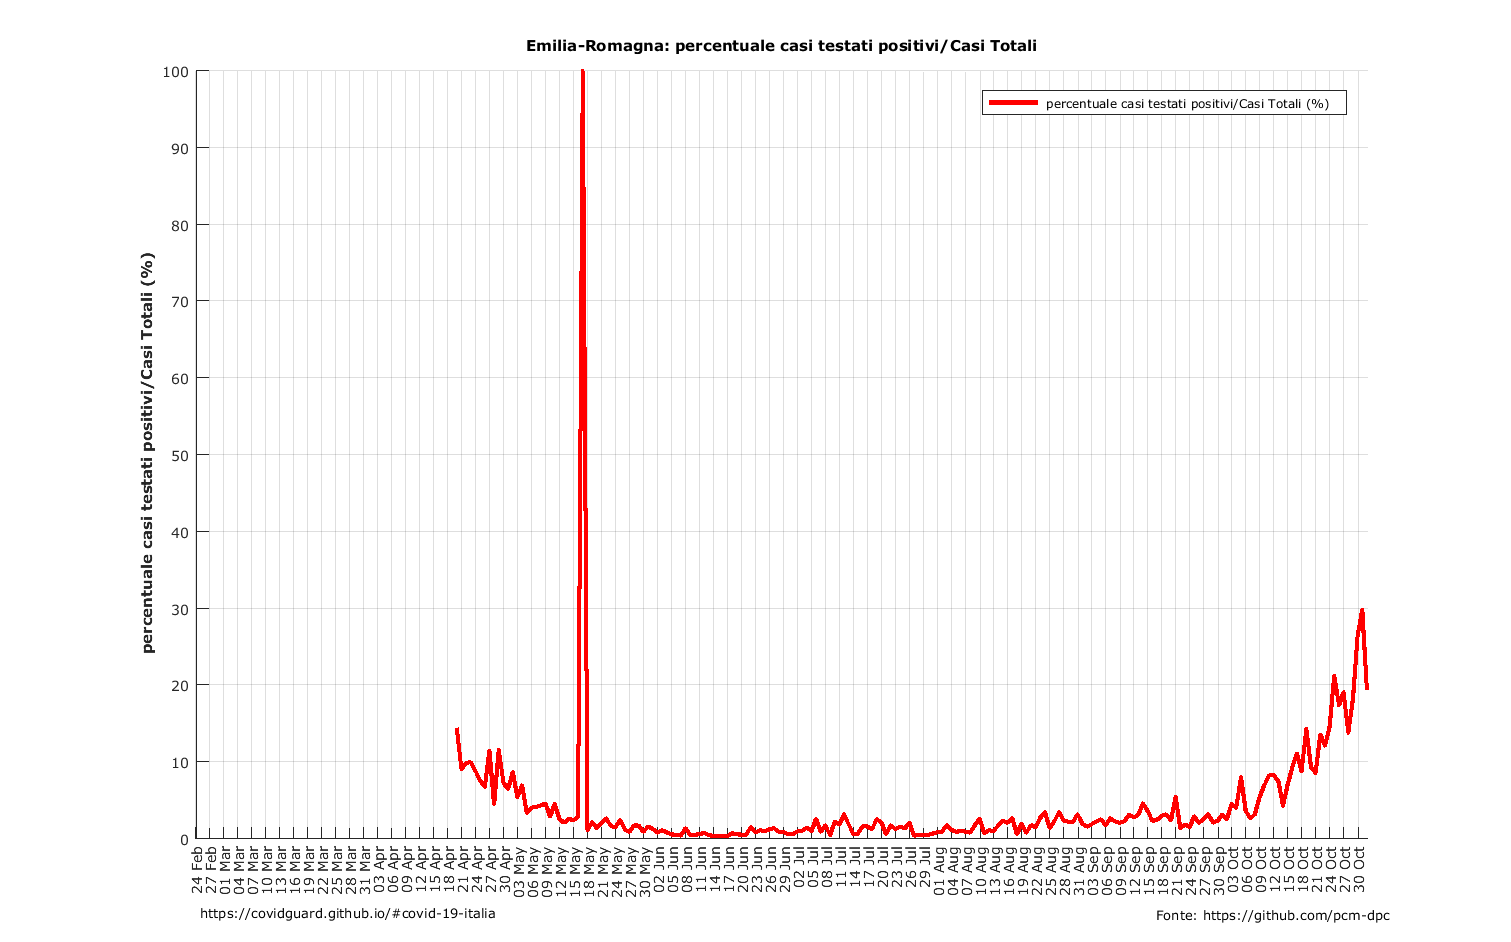 Emilia-Romagna: percentuale casi testati positivi/Casi Totali
percentuale casi testati positivi/Casi Totali (%)
percentuale casi testati positivi/Casi Totali (%)
100
90
80
70
60
50
40
30
20
10
0
24 Feb
27 Feb
01 Mar
04 Mar
07 Mar
10 Mar
13 Mar
16 Mar
19 Mar
22 Mar
25 Mar
28 Mar
31 Mar
03 Apr
06 Apr
09 Apr
12 Apr
15 Apr
18 Apr
21 Apr
24 Apr
27 Apr
30 Apr
03 May
06 May
09 May
12 May
15 May
18 May
21 May
24 May
27 May
30 May
02 Jun
05 Jun
08 Jun
11 Jun
14 Jun
17 Jun
20 Jun
23 Jun
26 Jun
29 Jun
02 Jul
05 Jul
08 Jul
11 Jul
14 Jul
17 Jul
20 Jul
23 Jul
26 Jul
29 Jul
01 Aug
04 Aug
07 Aug
10 Aug
13 Aug
16 Aug
19 Aug
22 Aug
25 Aug
28 Aug
31 Aug
03 Sep
06 Sep
09 Sep
12 Sep
15 Sep
18 Sep
21 Sep
24 Sep
27 Sep
30 Sep
03 Oct
06 Oct
09 Oct
12 Oct
15 Oct
18 Oct
21 Oct
24 Oct
27 Oct
30 Oct
https://covidguard.github.io/#covid-19-italia
Fonte: https://github.com/pcm-dpc